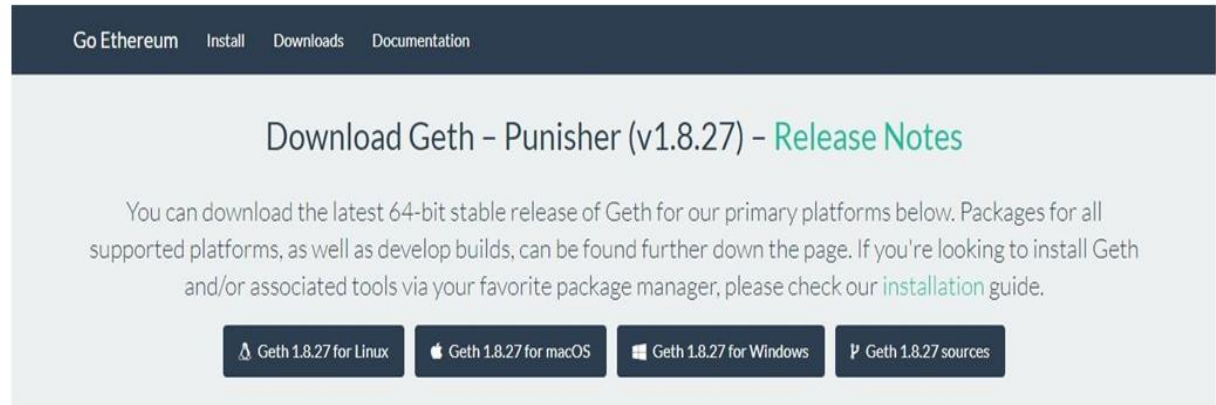 Go Ethereum Install Downloads Documentation
Download Geth – Punisher (v1.8.27) – Release Notes
You can download the latest 64-bit stable release of Geth for our primary platforms below. Packages for all
supported platforms, as well as develop builds, can be found further down the page. If you're looking to install Geth
and/or associated tools via your favorite package manager, please check our installation guide.
Geth 1.8.27 for Linux Geth 1.8.27 for macOS Geth 1.8.27 for Windows Geth 1.8.27 sources